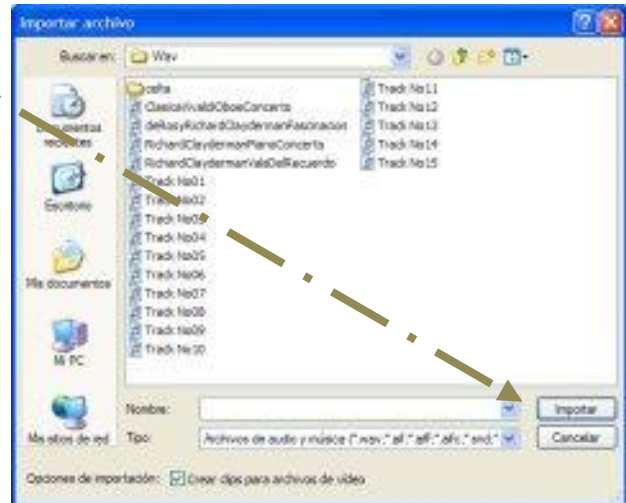 Importar archivo
Buscar en: Wav
celta
ClasicaVivaldiOboeConcerto
deRosyRichardClaydermanFascinacion
RichardClaydermanPianoConcerto
RichardClaydermanValsDelRecuerdo
Track No01
Track No02
Track No03
Track No04
Track No05
Track No06
Track No07
Track No08
Track No09
Track No10
Track No11
Track No12
Track No13
Track No14
Track No15
Documentos recientes
Escritorio
Mis documentos
Mi PC
Mis sitios de red
Nombre:
Importar
Tipo: Archivos de audio y música (*.wav,*.aif,*.aiff,*.aifc,*.snd,*
Cancelar
Opciones de importación: Crear clips para archivos de vídeo